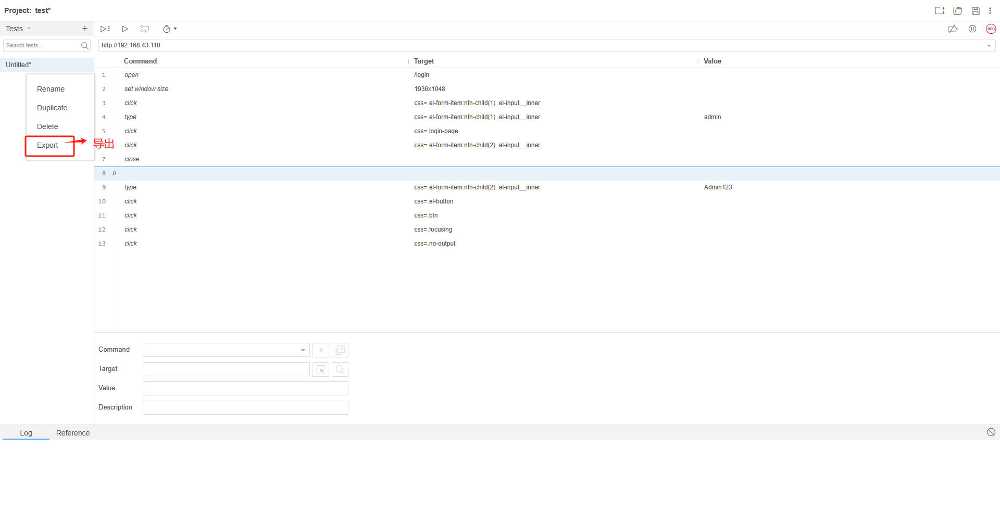 Project: test*
Tests
Search tests...
Untitled*
Rename
Duplicate
Delete
Export
导出
REC
http://192.168.43.110
Command Target Value
1 open /login
2 set window size 1936x1048
3 click css=.el-form-item:nth-child(1) .el-input__inner
4 type css=.el-form-item:nth-child(1) .el-input__inner admin
5 click css=.login-page
6 click css=.el-form-item:nth-child(2) .el-input__inner
7 close
8 //
9 type css=.el-form-item:nth-child(2) .el-input__inner Admin123
10 click css=.el-button
11 click css=.btn
12 click css=.focusing
13 click css=.no-output
Command //
Target
Value
Description
Log Reference